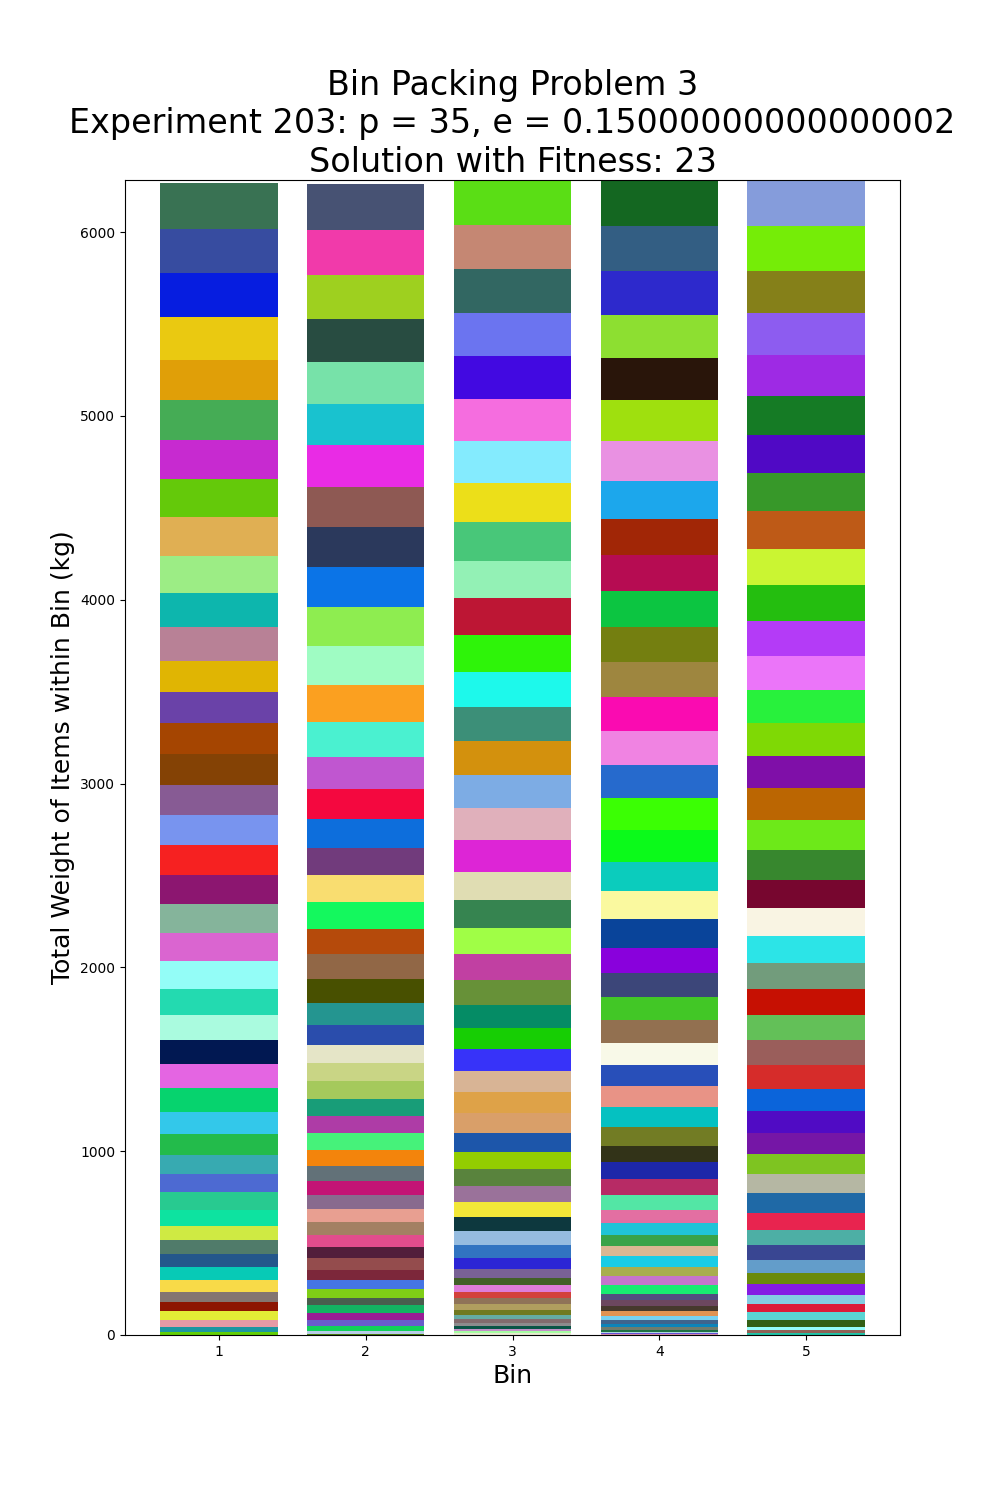 Bin Packing Problem 3
Experiment 203: p = 35, e = 0.15000000000000002
Solution with Fitness: 23
Total Weight of Items within Bin (kg)
6000
5000
4000
3000
2000
1000
0
1 2 3 4 5
Bin